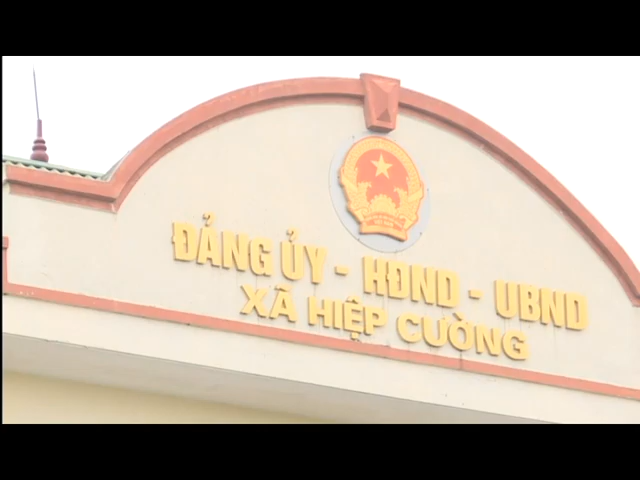 ĐẢNG ỦY - HĐND - UBND
XÃ HIỆP CƯỜNG